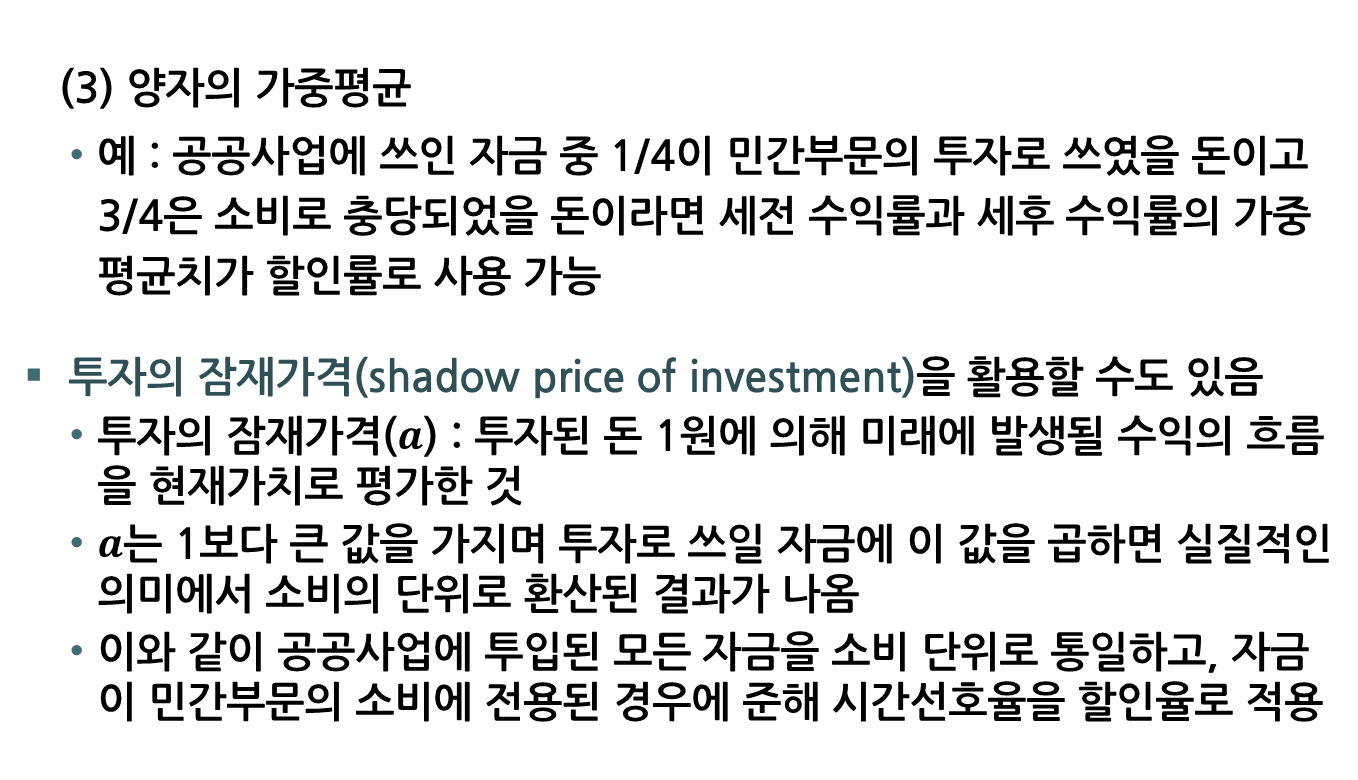 (3) 양자의 가중평균
• 예 : 공공사업에 쓰인 자금 중 1/4이 민간부문의 투자로 쓰였을 돈이고
3/4은 소비로 충당되었을 돈이라면 세전 수익률과 세후 수익률의 가중
평균치가 할인률로 사용 가능
▪ 투자의 잠재가격(shadow price of investment)을 활용할 수도 있음
• 투자의 잠재가격(a) : 투자된 돈 1원에 의해 미래에 발생될 수익의 흐름
을 현재가치로 평가한 것
• a는 1보다 큰 값을 가지며 투자로 쓰일 자금에 이 값을 곱하면 실질적인
의미에서 소비의 단위로 환산된 결과가 나옴
• 이와 같이 공공사업에 투입된 모든 자금을 소비 단위로 통일하고, 자금
이 민간부문의 소비에 전용된 경우에 준해 시간선호율을 할인율로 적용